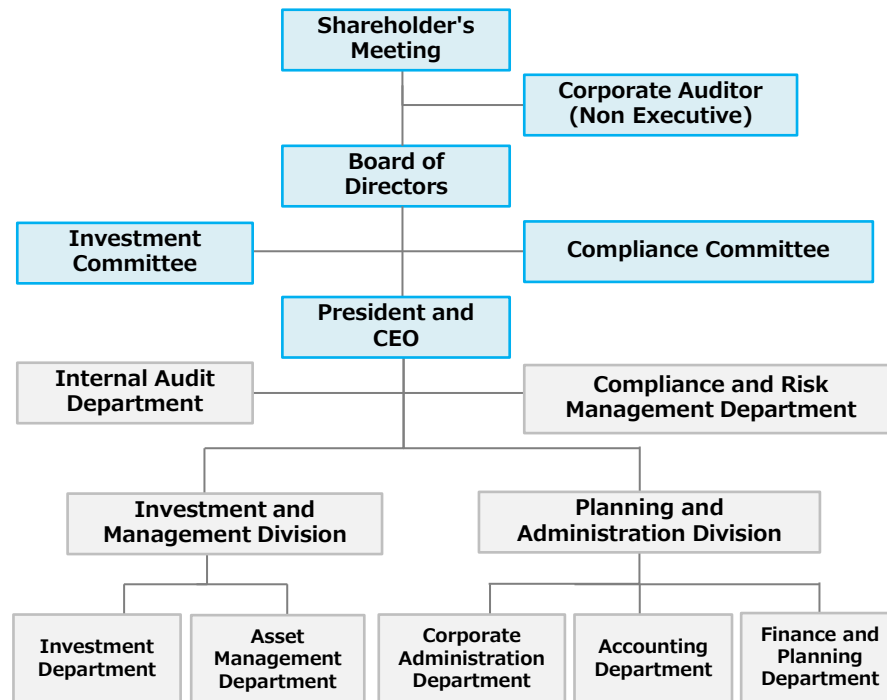 Shareholder's
Meeting
Corporate Auditor
(Non Executive)
Board of
Directors
Investment
Committee
Compliance Committee
President and
CEO
Internal Audit
Department
Compliance and Risk
Management Department
Investment and
Management Division
Planning and
Administration Division
Investment
Department
Asset
Management
Department
Corporate
Administration
Department
Accounting
Department
Finance and
Planning
Department